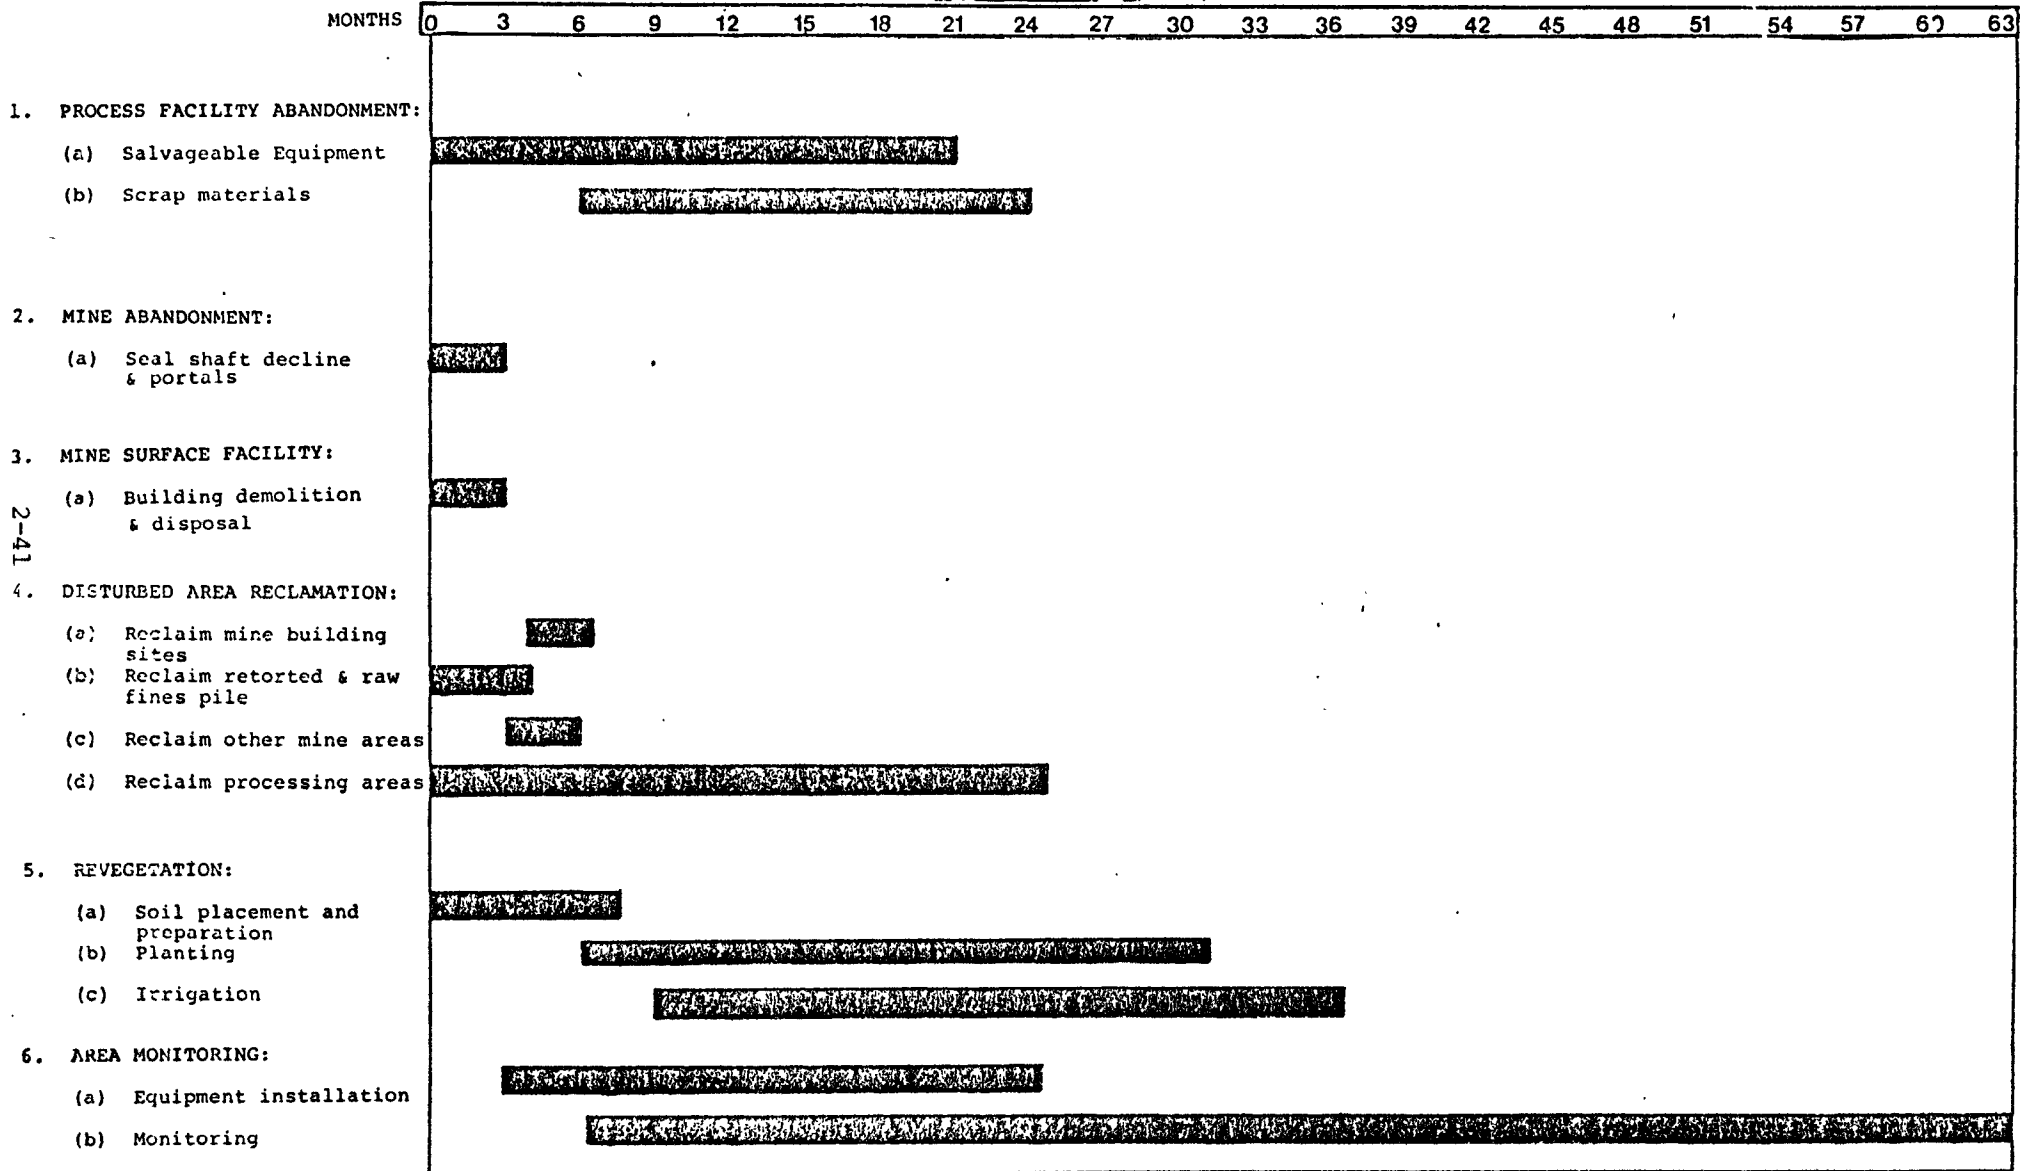 MONTHS 0 3 6 9 12 15 18 21 24 27 30 33 36 39 42 45 48 51 54 57 60 63
1. PROCESS FACILITY ABANDONMENT:
(a) Salvageable Equipment
(b) Scrap materials
2. MINE ABANDONMENT:
(a) Seal shaft decline
& portals
3. MINE SURFACE FACILITY:
(a) Building demolition
& disposal
2-41
4. DISTURBED AREA RECLAMATION:
(a) Reclaim mine building
sites
(b) Reclaim retorted & raw
fines pile
(c) Reclaim other mine areas
(d) Reclaim processing areas
5. REVEGETATION:
(a) Soil placement and
preparation
(b) Planting
(c) Irrigation
6. AREA MONITORING:
(a) Equipment installation
(b) Monitoring